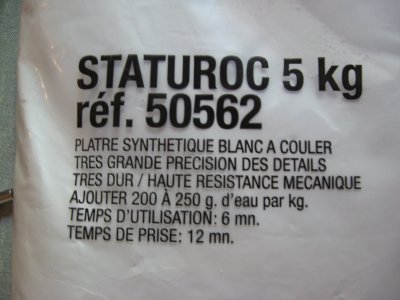 STATUROC 5 kg
réf. 50562
PLATRE SYNTHETIQUE BLANC A COULER
TRES GRANDE PRECISION DES DETAILS
TRES DUR / HAUTE RESISTANCE MECANIQUE
AJOUTER 200 À 250 g. d'eau par kg.
TEMPS D'UTILISATION: 6 mn.
TEMPS DE PRISE: 12 mn.